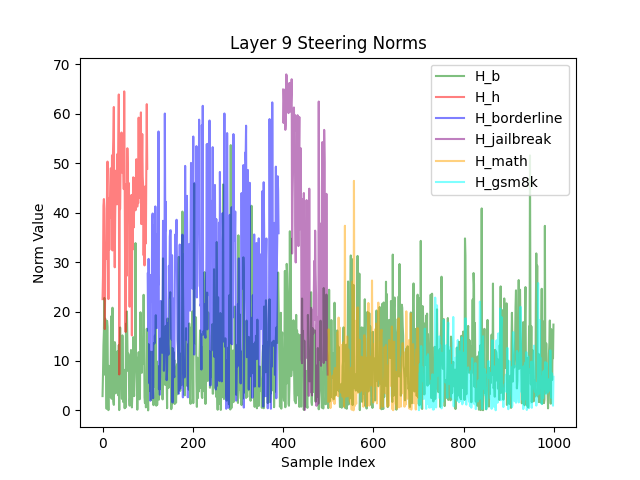 Layer 9 Steering Norms
70
60
50
40
30
20
10
0
Norm Value
0
200
400
600
800
1000
Sample Index
H_b
H_h
H_borderline
H_jailbreak
H_math
H_gsm8k